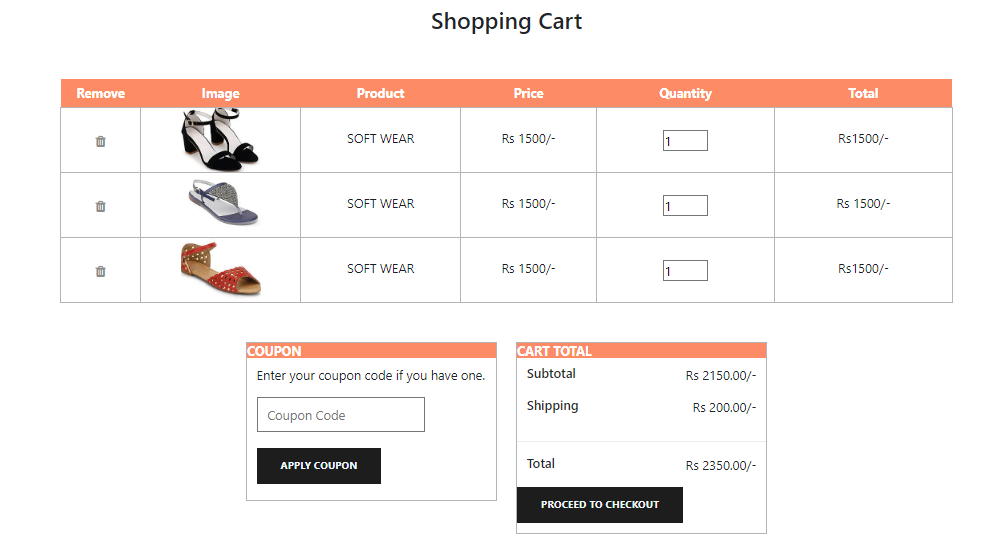 Shopping Cart
Remove Image Product Price Quantity Total
SOFT WEAR Rs 1500/- 1 Rs1500/-
SOFT WEAR Rs 1500/- 1 Rs 1500/-
SOFT WEAR Rs 1500/- 1 Rs1500/-
COUPON
Enter your coupon code if you have one.
Coupon Code
APPLY COUPON
CART TOTAL
Subtotal Rs 2150.00/-
Shipping Rs 200.00/-
Total Rs 2350.00/-
PROCEED TO CHECKOUT